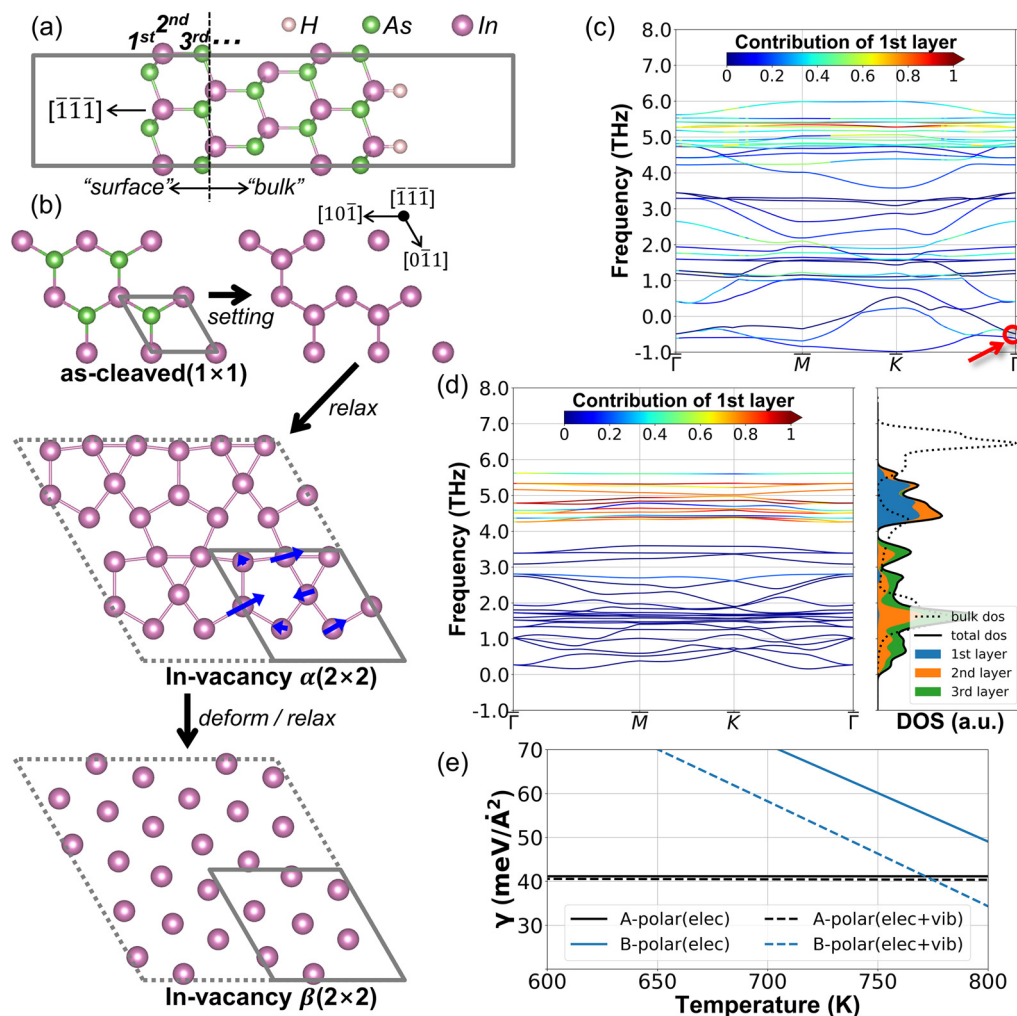 (a)
1st 2nd 3rd ...
H As In
[1̅1̅1̅]
"surface" "bulk"
(b)
[1̅1̅1̅]
[101̅]
[01̅1]
setting
as-cleaved(1×1)
relax
In-vacancy α(2×2)
deform / relax
In-vacancy β(2×2)
(c)
Contribution of 1st layer
0 0.2 0.4 0.6 0.8 1
Frequency (THz)
8.0
7.0
6.0
5.0
4.0
3.0
2.0
1.0
0.0
-1.0
Γ̅ M̅ K̅ Γ̅
(d)
Contribution of 1st layer
0 0.2 0.4 0.6 0.8 1
Frequency (THz)
8.0
7.0
6.0
5.0
4.0
3.0
2.0
1.0
0.0
-1.0
Γ̅ M̅ K̅ Γ̅
bulk dos
total dos
1st layer
2nd layer
3rd layer
DOS (a.u.)
(e)
γ (meV/Å²)
70
60
50
40
30
A-polar(elec) A-polar(elec+vib)
B-polar(elec) B-polar(elec+vib)
600 650 700 750 800
Temperature (K)